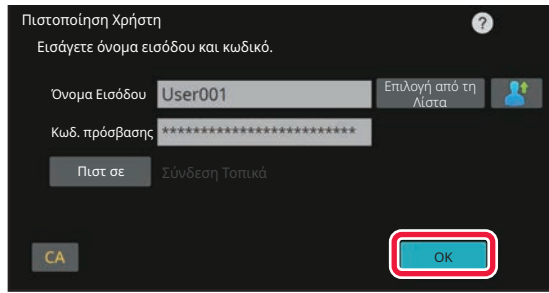 Πιστοποίηση Χρήστη
?
Εισάγετε όνομα εισόδου και κωδικό.
Όνομα Εισόδου User001 Επιλογή από τη Λίστα
Κωδ. πρόσβασης *************************
Πιστ σε Σύνδεση Τοπικά
CA OK